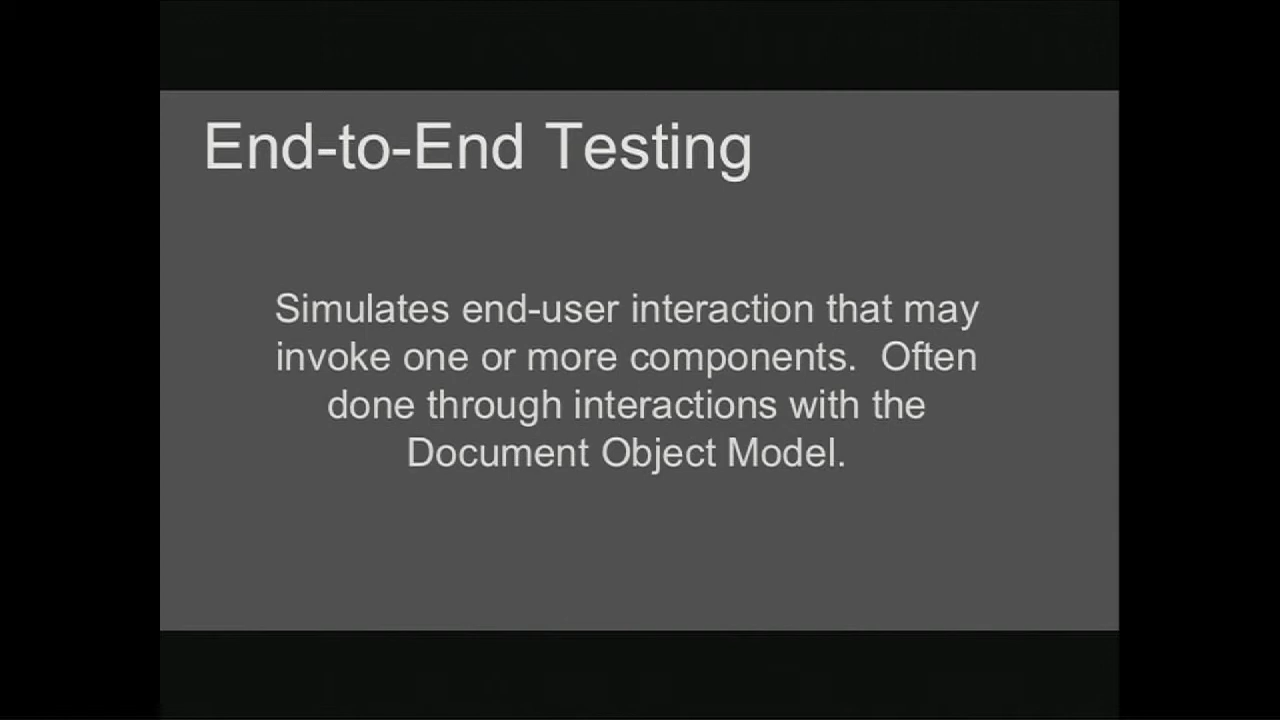 End-to-End Testing
Simulates end-user interaction that may
invoke one or more components.  Often
done through interactions with the
Document Object Model.